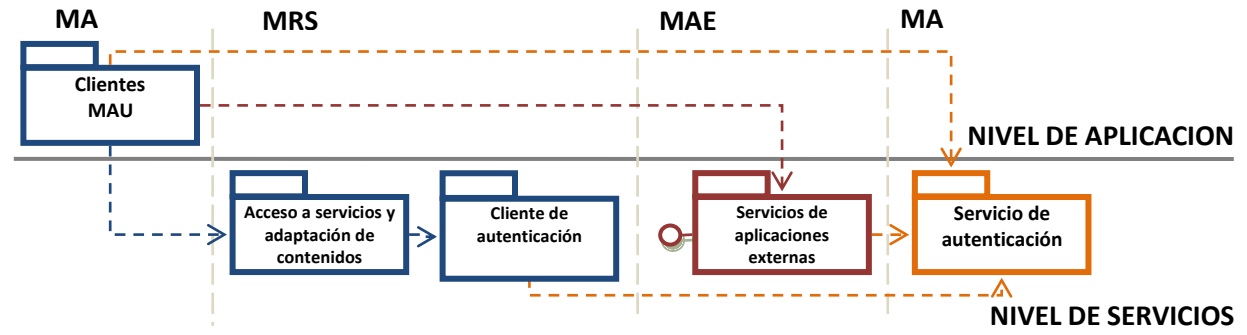 MA
MRS
MAE
MA
Clientes
MAU
NIVEL DE APLICACION
Acceso a servicios y
adaptación de
contenidos
Cliente de
autenticación
Servicios de
aplicaciones
externas
Servicio de
autenticación
NIVEL DE SERVICIOS